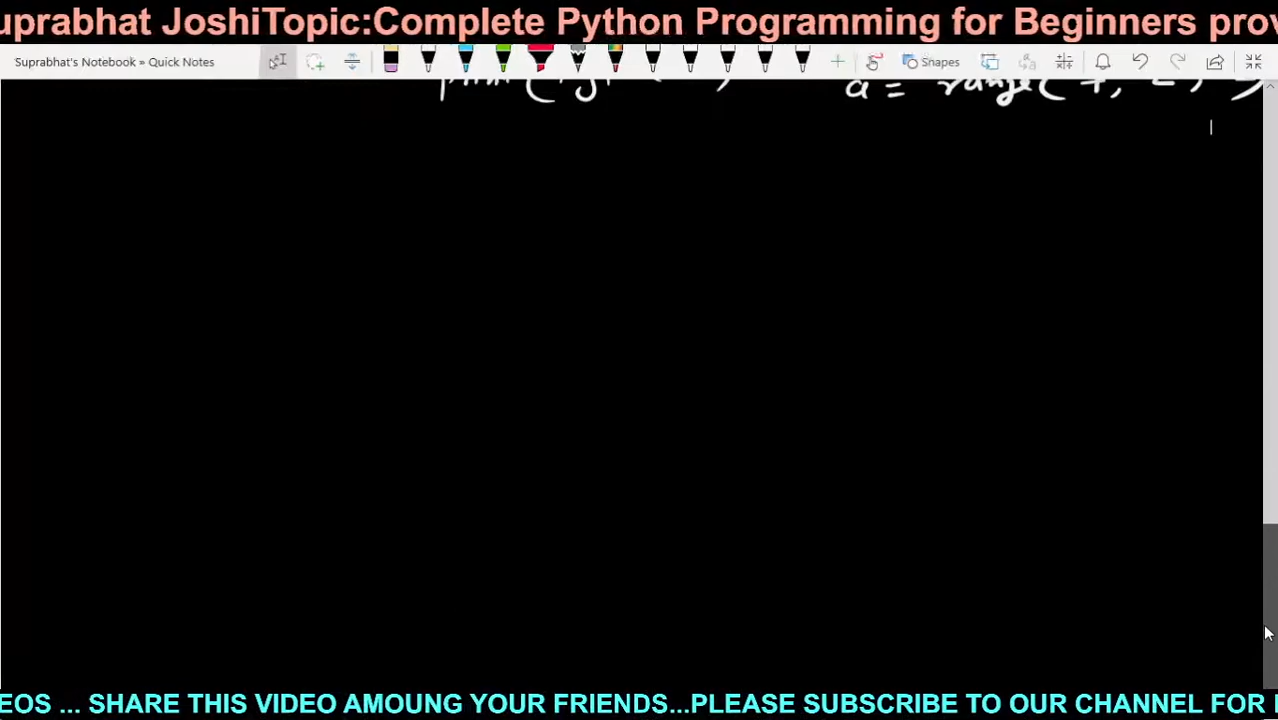 uprabhat JoshiTopic:Complete Python Programming for Beginners prov
Suprabhat's Notebook » Quick Notes
Shapes
a = range(
EOS ... SHARE THIS VIDEO AMOUNG YOUR FRIENDS...PLEASE SUBSCRIBE TO OUR CHANNEL FOR